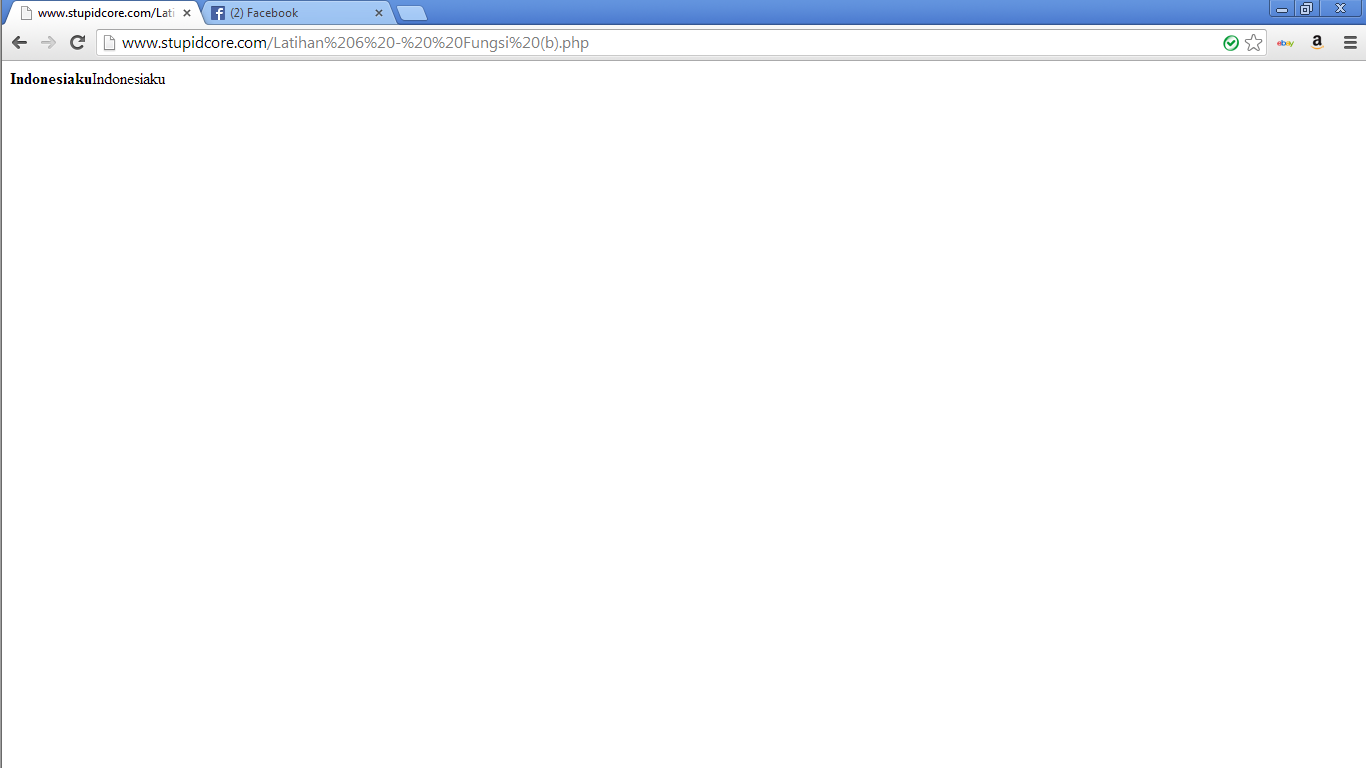 www.stupidcore.com/Lati
(2) Facebook
www.stupidcore.com/Latihan%206%20-%20%20Fungsi%20(b).php
ebay
a
IndonesiakuIndonesiaku